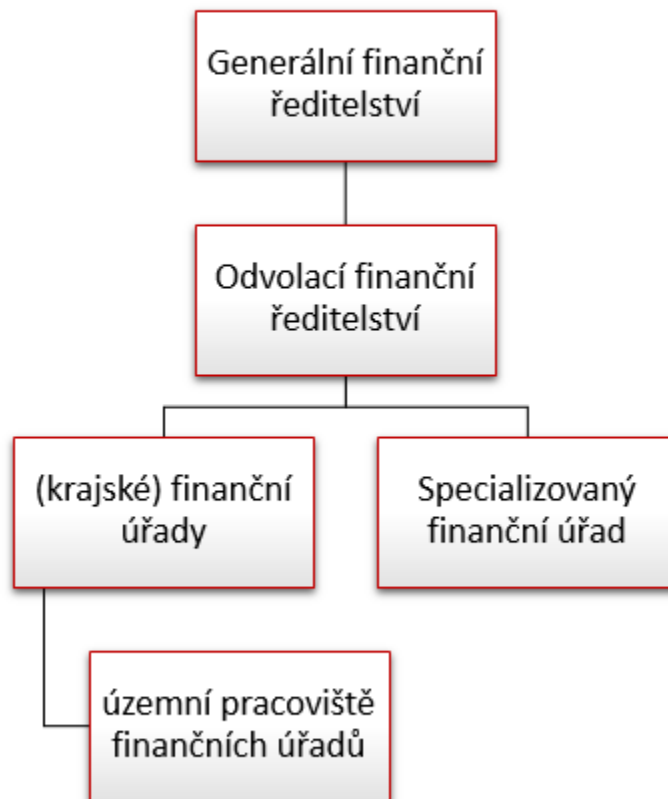 Generální finanční
ředitelství
Odvolací finanční
ředitelství
(krajské) finanční
úřady
Specializovaný
finanční úřad
územní pracoviště
finančních úřadů